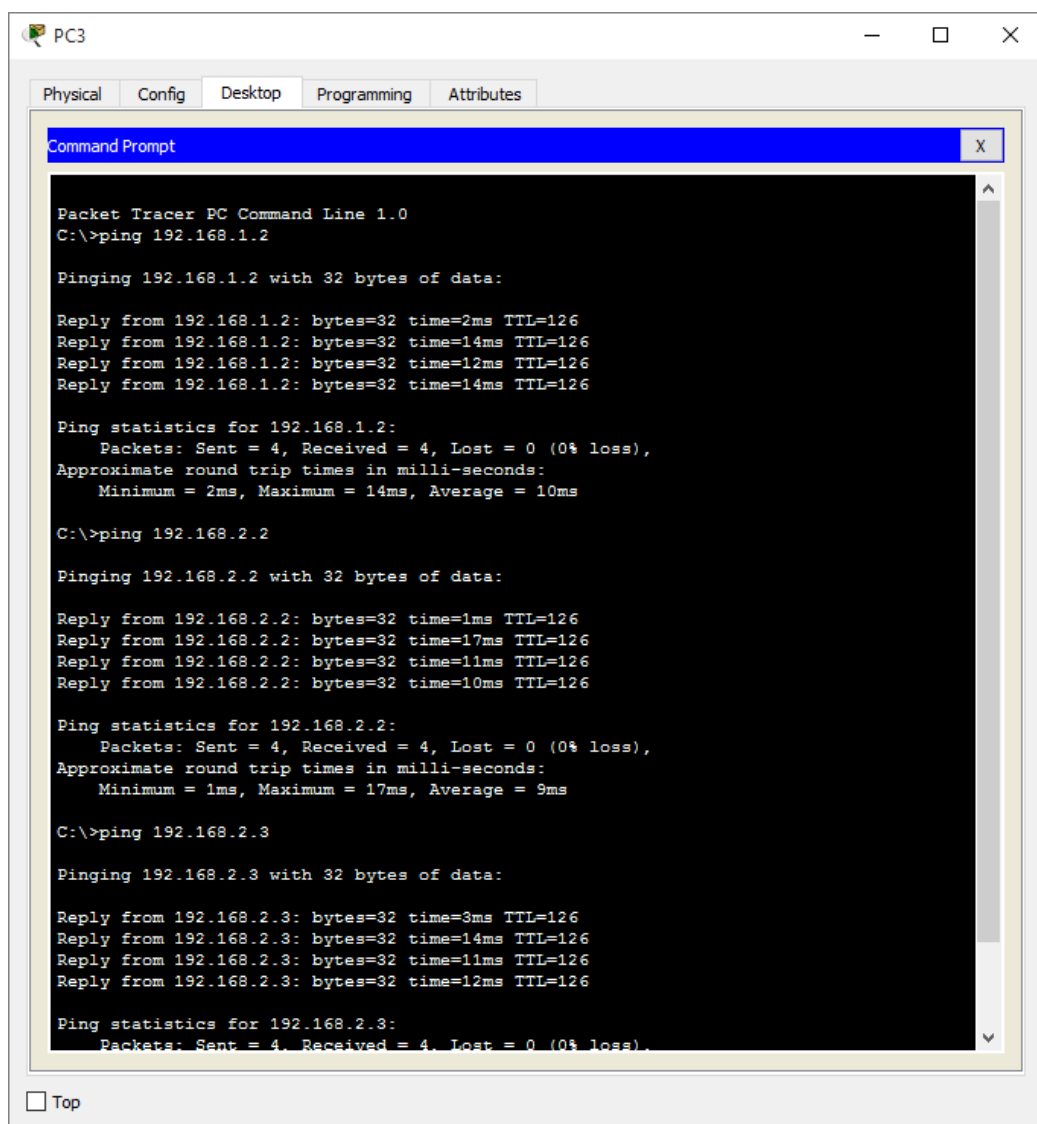 PC3
Physical Config Desktop Programming Attributes
Command Prompt X
Packet Tracer PC Command Line 1.0
C:\>ping 192.168.1.2
Pinging 192.168.1.2 with 32 bytes of data:
Reply from 192.168.1.2: bytes=32 time=2ms TTL=126
Reply from 192.168.1.2: bytes=32 time=14ms TTL=126
Reply from 192.168.1.2: bytes=32 time=12ms TTL=126
Reply from 192.168.1.2: bytes=32 time=14ms TTL=126
Ping statistics for 192.168.1.2:
Packets: Sent = 4, Received = 4, Lost = 0 (0% loss),
Approximate round trip times in milli-seconds:
Minimum = 2ms, Maximum = 14ms, Average = 10ms
C:\>ping 192.168.2.2
Pinging 192.168.2.2 with 32 bytes of data:
Reply from 192.168.2.2: bytes=32 time=1ms TTL=126
Reply from 192.168.2.2: bytes=32 time=17ms TTL=126
Reply from 192.168.2.2: bytes=32 time=11ms TTL=126
Reply from 192.168.2.2: bytes=32 time=10ms TTL=126
Ping statistics for 192.168.2.2:
Packets: Sent = 4, Received = 4, Lost = 0 (0% loss),
Approximate round trip times in milli-seconds:
Minimum = 1ms, Maximum = 17ms, Average = 9ms
C:\>ping 192.168.2.3
Pinging 192.168.2.3 with 32 bytes of data:
Reply from 192.168.2.3: bytes=32 time=3ms TTL=126
Reply from 192.168.2.3: bytes=32 time=14ms TTL=126
Reply from 192.168.2.3: bytes=32 time=11ms TTL=126
Reply from 192.168.2.3: bytes=32 time=12ms TTL=126
Ping statistics for 192.168.2.3:
Packets: Sent = 4, Received = 4, Lost = 0 (0% loss),
Top